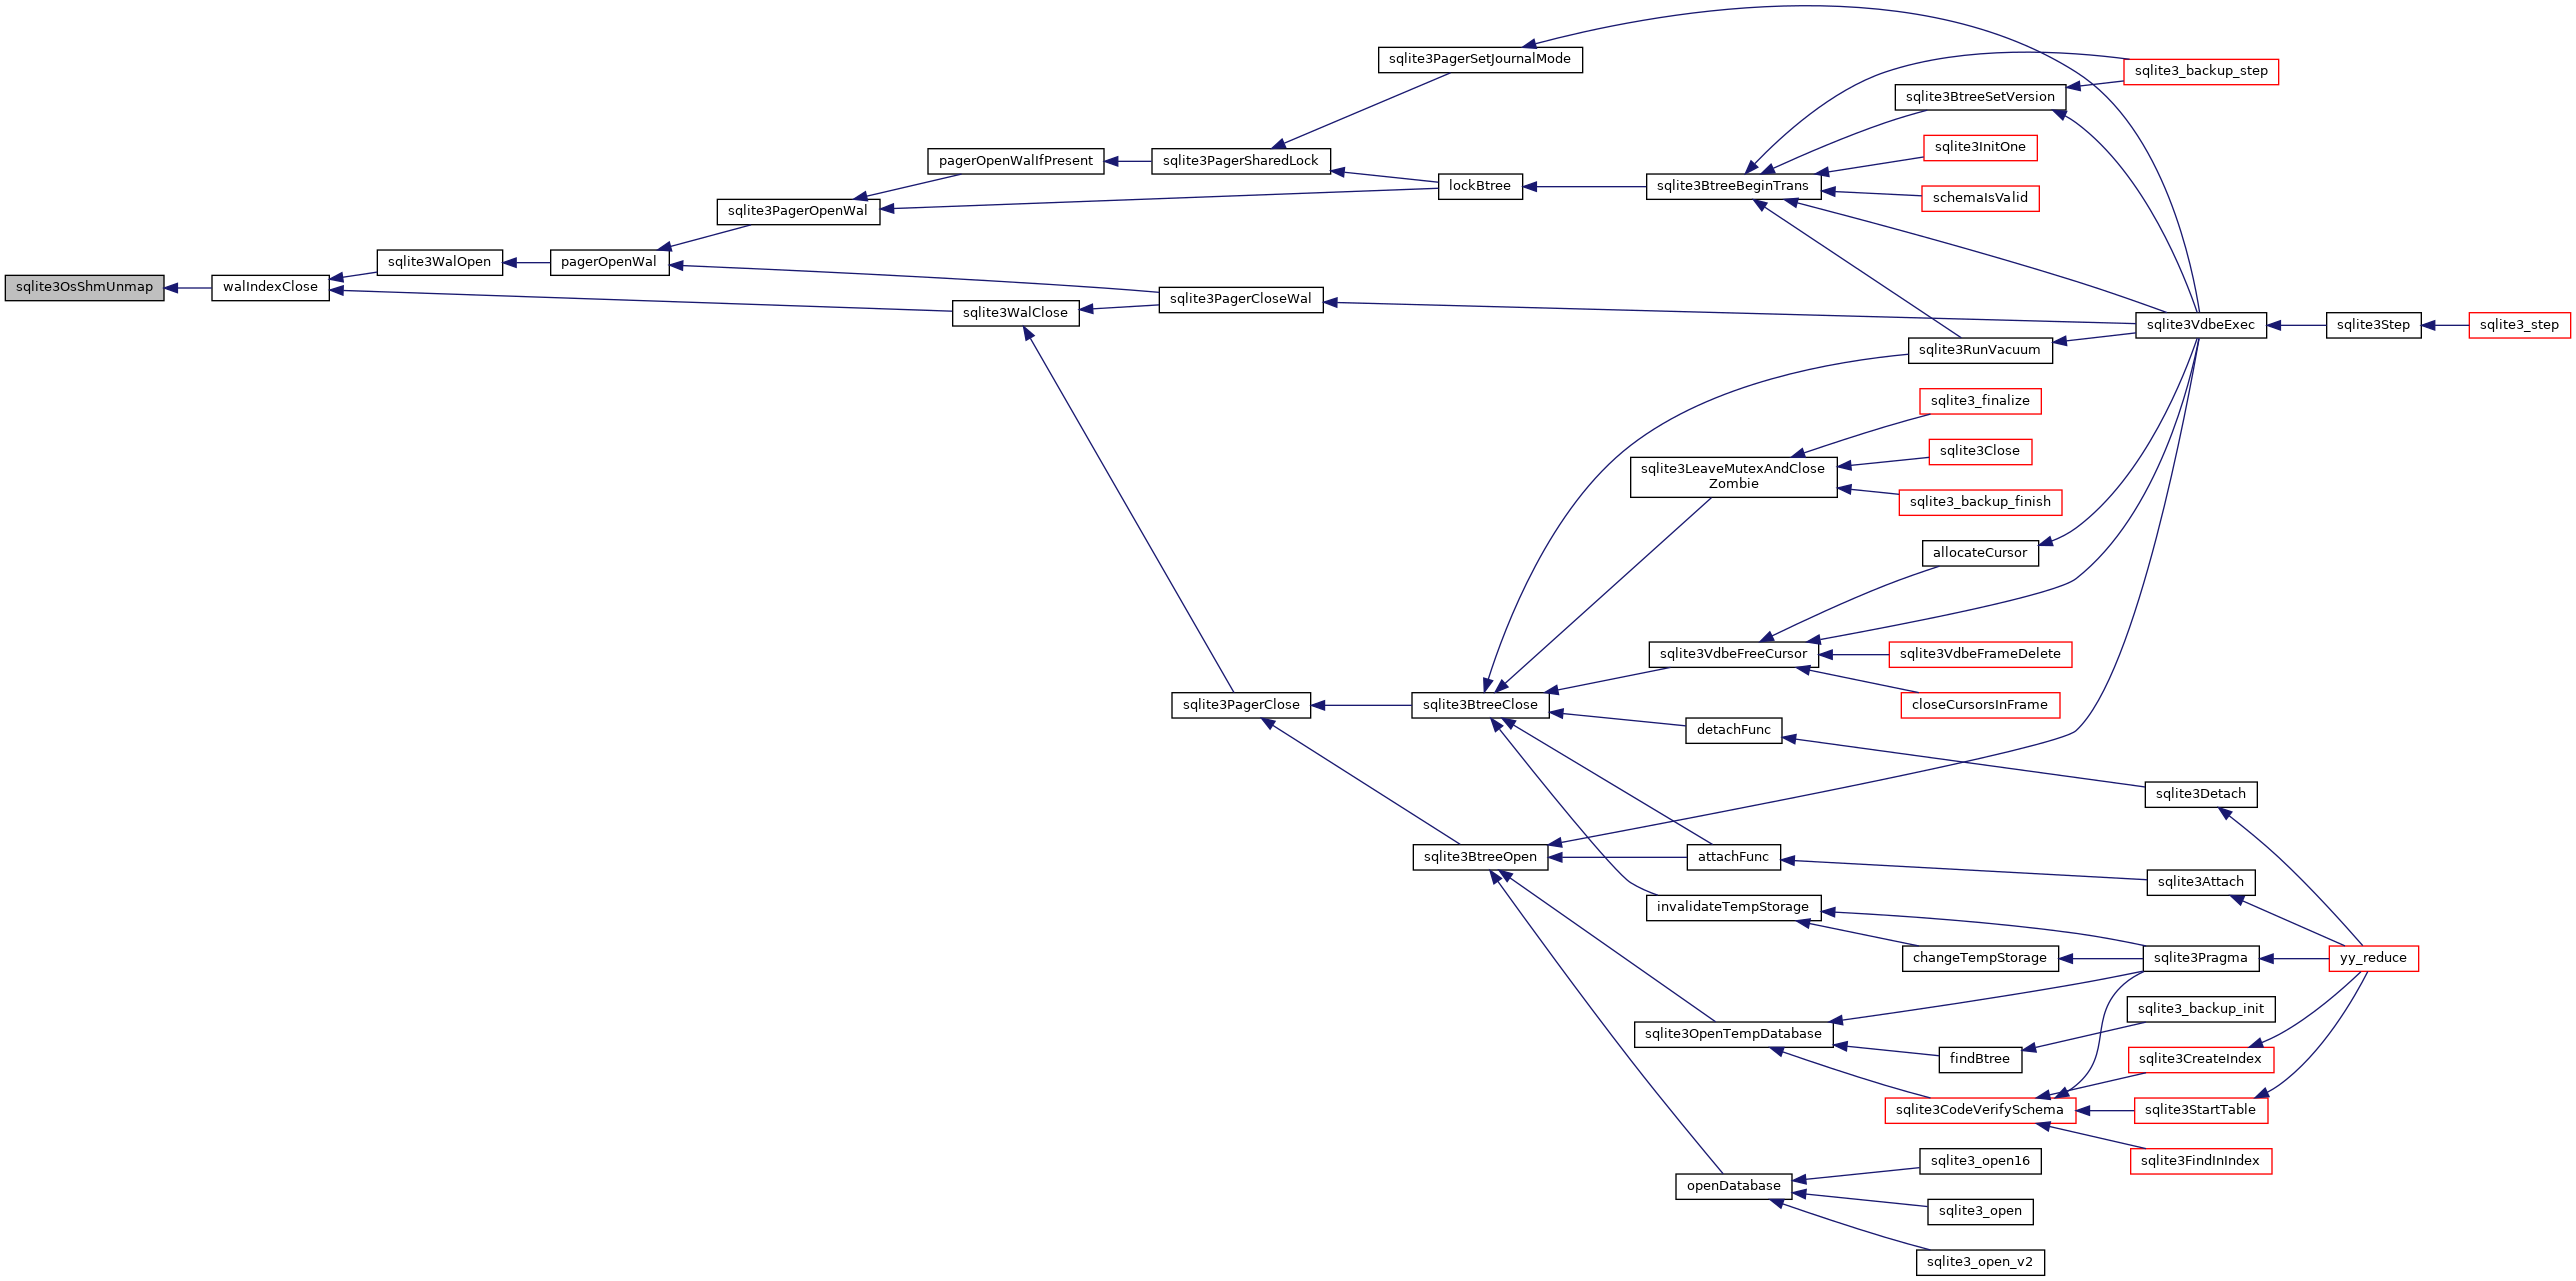 sqlite3PagerSetJournalMode
sqlite3_backup_step
sqlite3BtreeSetVersion
sqlite3InitOne
pagerOpenWalIfPresent
sqlite3PagerSharedLock
lockBtree
sqlite3BtreeBeginTrans
schemaIsValid
sqlite3PagerOpenWal
sqlite3WalOpen
pagerOpenWal
sqlite3OsShmUnmap
walIndexClose
sqlite3PagerCloseWal
sqlite3WalClose
sqlite3VdbeExec
sqlite3Step
sqlite3_step
sqlite3RunVacuum
sqlite3_finalize
sqlite3Close
sqlite3LeaveMutexAndClose
Zombie
sqlite3_backup_finish
allocateCursor
sqlite3VdbeFreeCursor
sqlite3VdbeFrameDelete
sqlite3PagerClose
sqlite3BtreeClose
closeCursorsInFrame
detachFunc
sqlite3Detach
sqlite3BtreeOpen
attachFunc
sqlite3Attach
invalidateTempStorage
changeTempStorage
sqlite3Pragma
yy_reduce
sqlite3_backup_init
sqlite3OpenTempDatabase
findBtree
sqlite3CreateIndex
sqlite3CodeVerifySchema
sqlite3StartTable
sqlite3FindInIndex
sqlite3_open16
openDatabase
sqlite3_open
sqlite3_open_v2